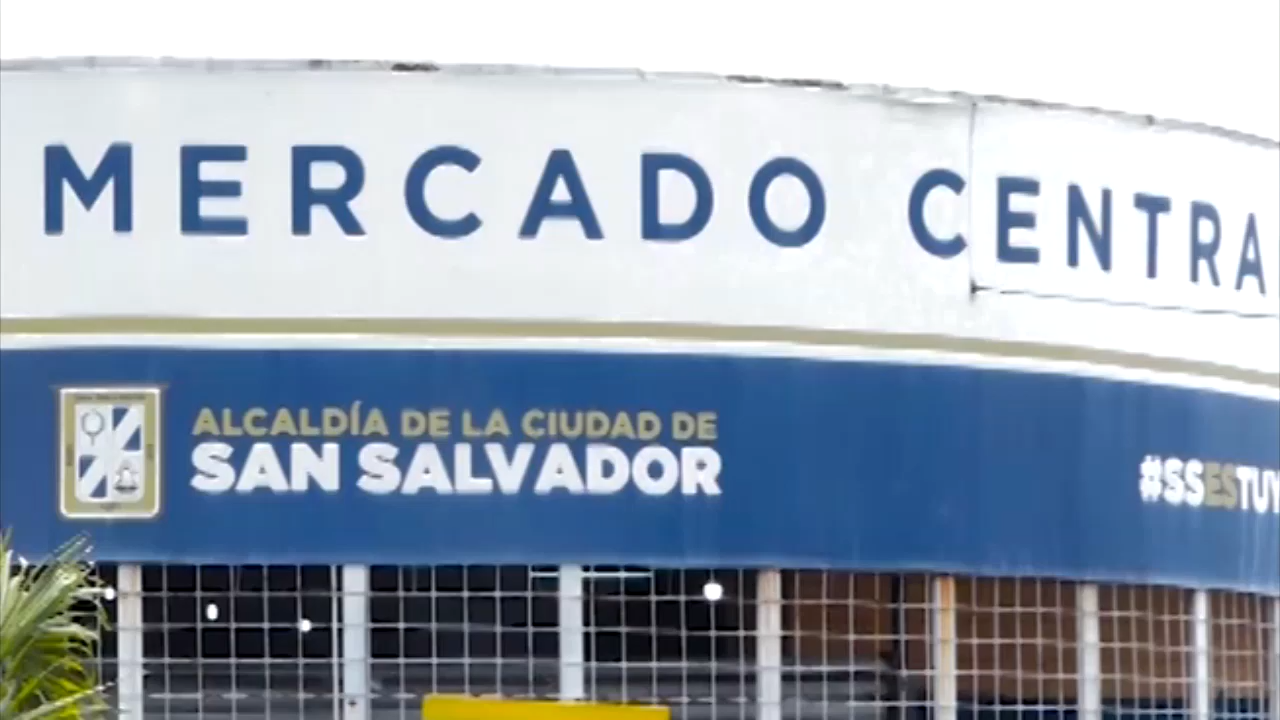 MERCADO CENTRA
ALCALDÍA DE LA CIUDAD DE
SAN SALVADOR
#SSESTUY